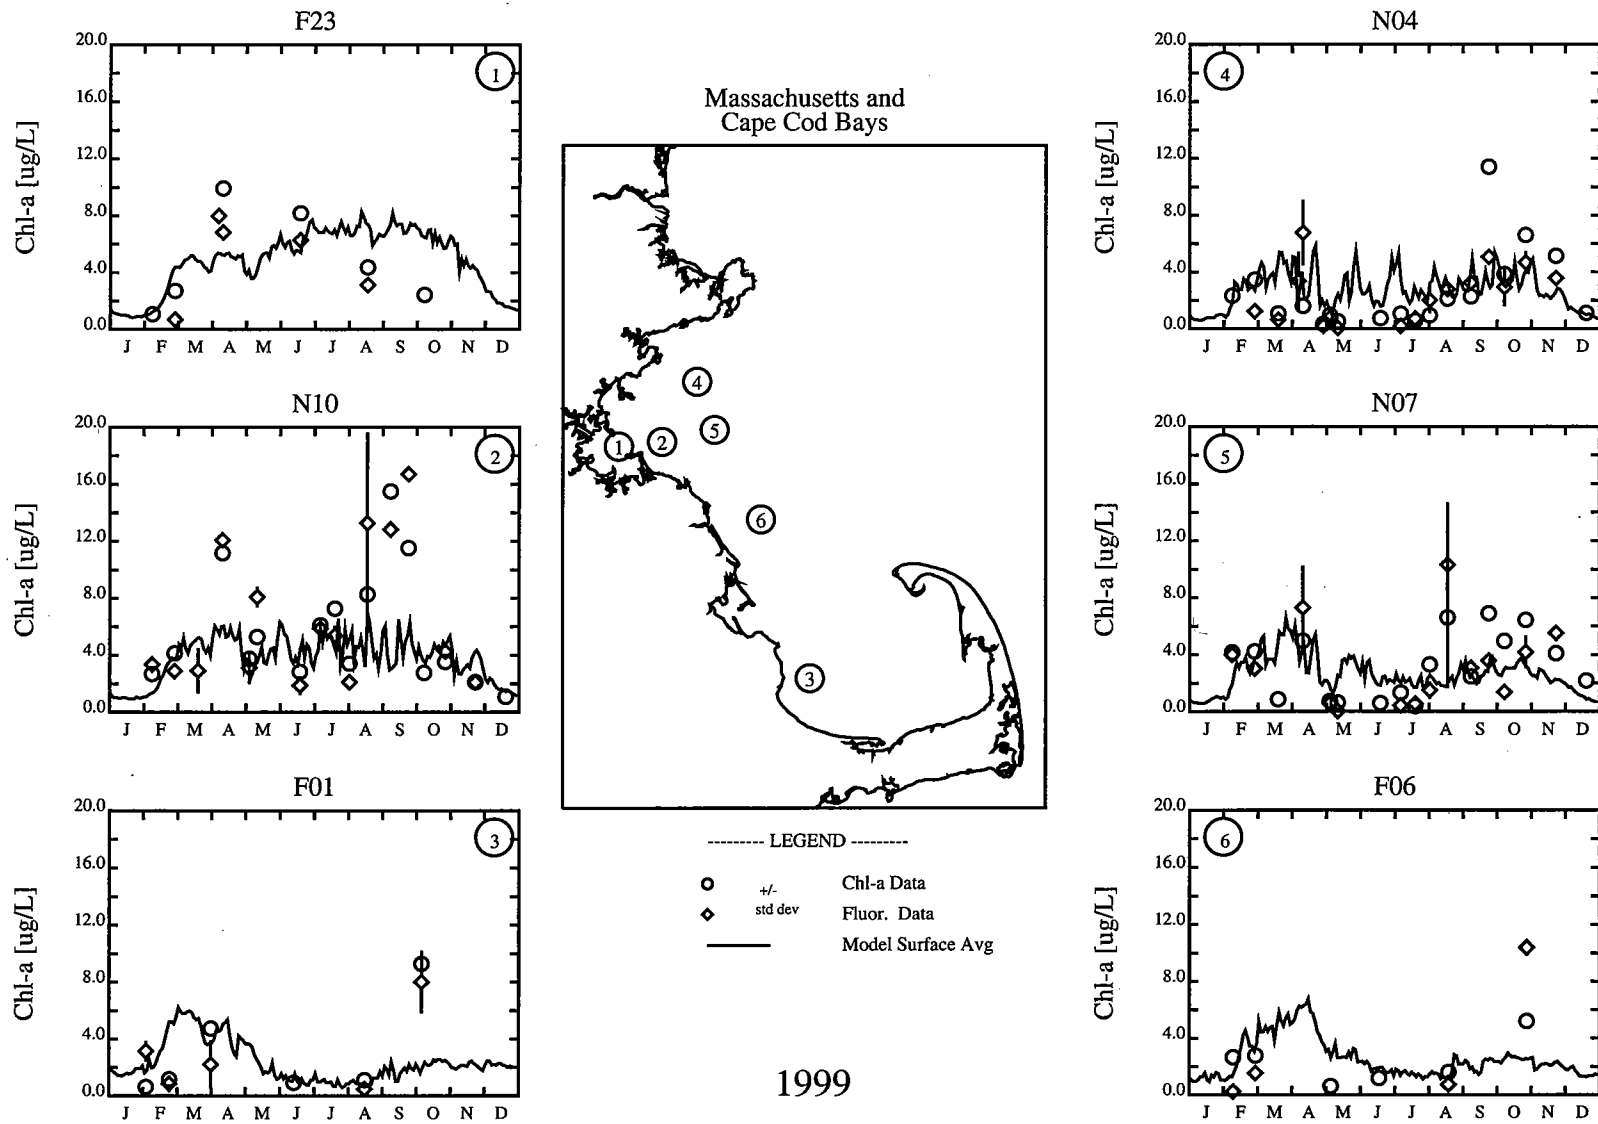 F23
20.0
16.0
12.0
8.0
4.0
0.0
Chl-a [ug/L]
1
J F M A M J J A S O N D
N10
20.0
16.0
12.0
8.0
4.0
0.0
Chl-a [ug/L]
2
J F M A M J J A S O N D
F01
20.0
16.0
12.0
8.0
4.0
0.0
Chl-a [ug/L]
3
J F M A M J J A S O N D
Massachusetts and
Cape Cod Bays
4
5
1 2
6
3
-------- LEGEND --------
+/- 
std dev
Chl-a Data
Fluor. Data
Model Surface Avg
1999
N04
20.0
16.0
12.0
8.0
4.0
0.0
Chl-a [ug/L]
4
J F M A M J J A S O N D
N07
20.0
16.0
12.0
8.0
4.0
0.0
Chl-a [ug/L]
5
J F M A M J J A S O N D
F06
20.0
16.0
12.0
8.0
4.0
0.0
Chl-a [ug/L]
6
J F M A M J J A S O N D